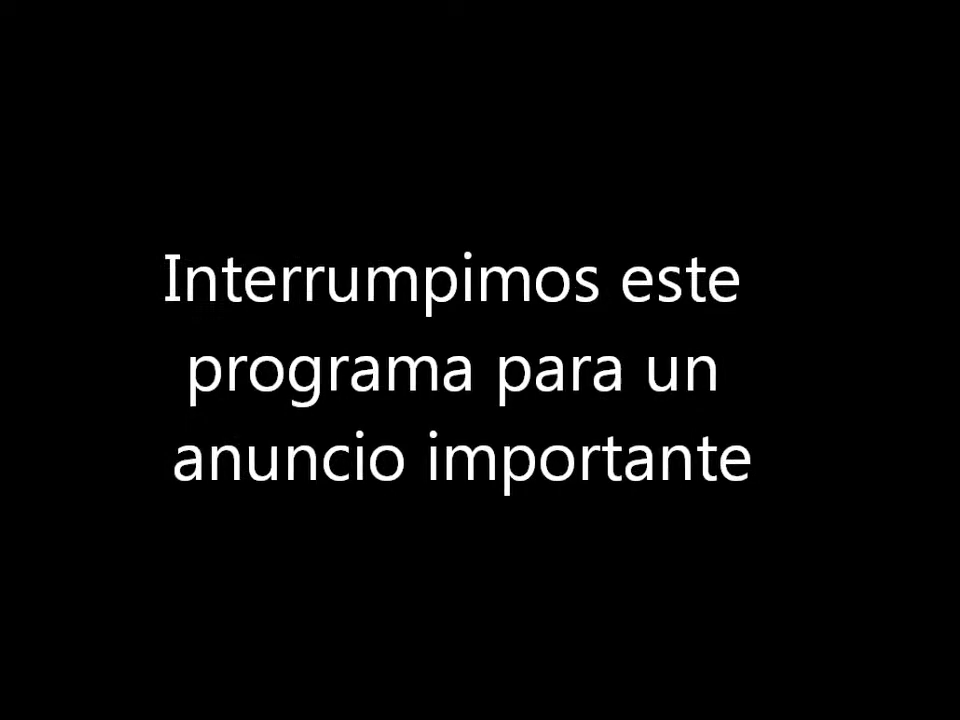 Interrumpimos este
programa para un
anuncio importante